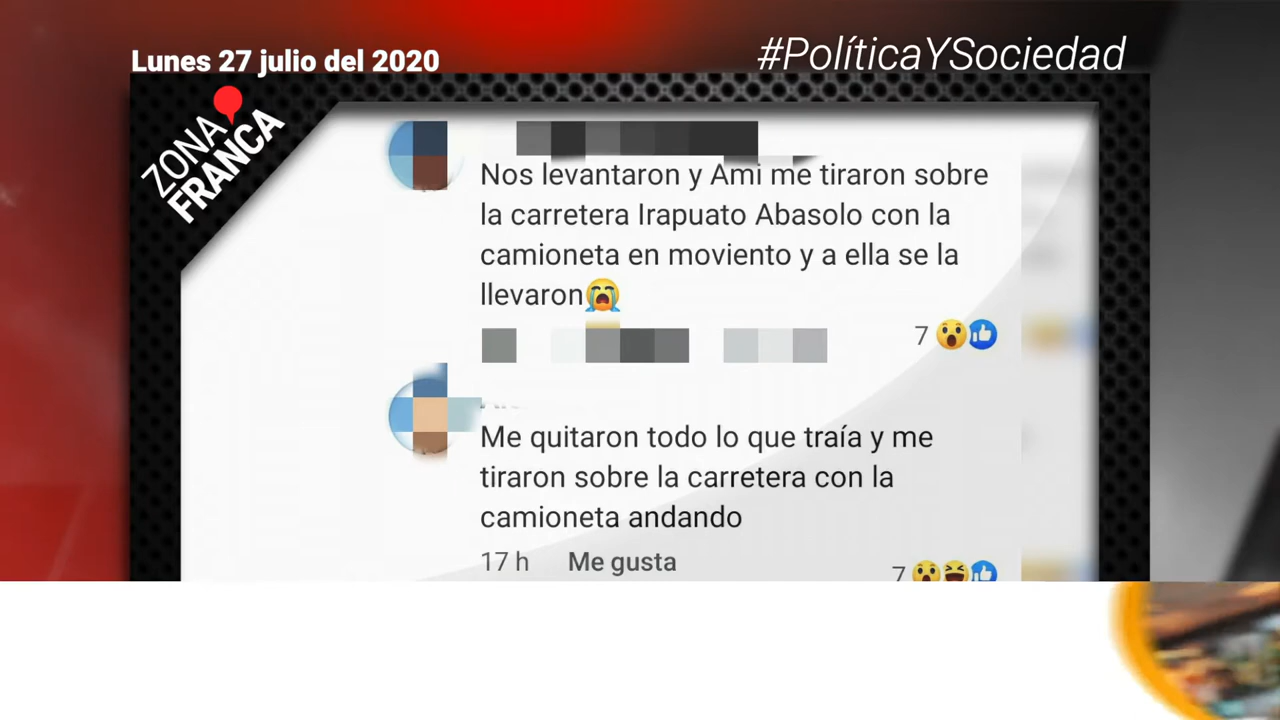 Lunes 27 julio del 2020
#PolíticaYSociedad
ZONA
FRANCA
Nos levantaron y Ami me tiraron sobre
la carretera Irapuato Abasolo con la
camioneta en moviento y a ella se la
llevaron😭
7
Me quitaron todo lo que traía y me
tiraron sobre la carretera con la
camioneta andando
17 h Me gusta
7